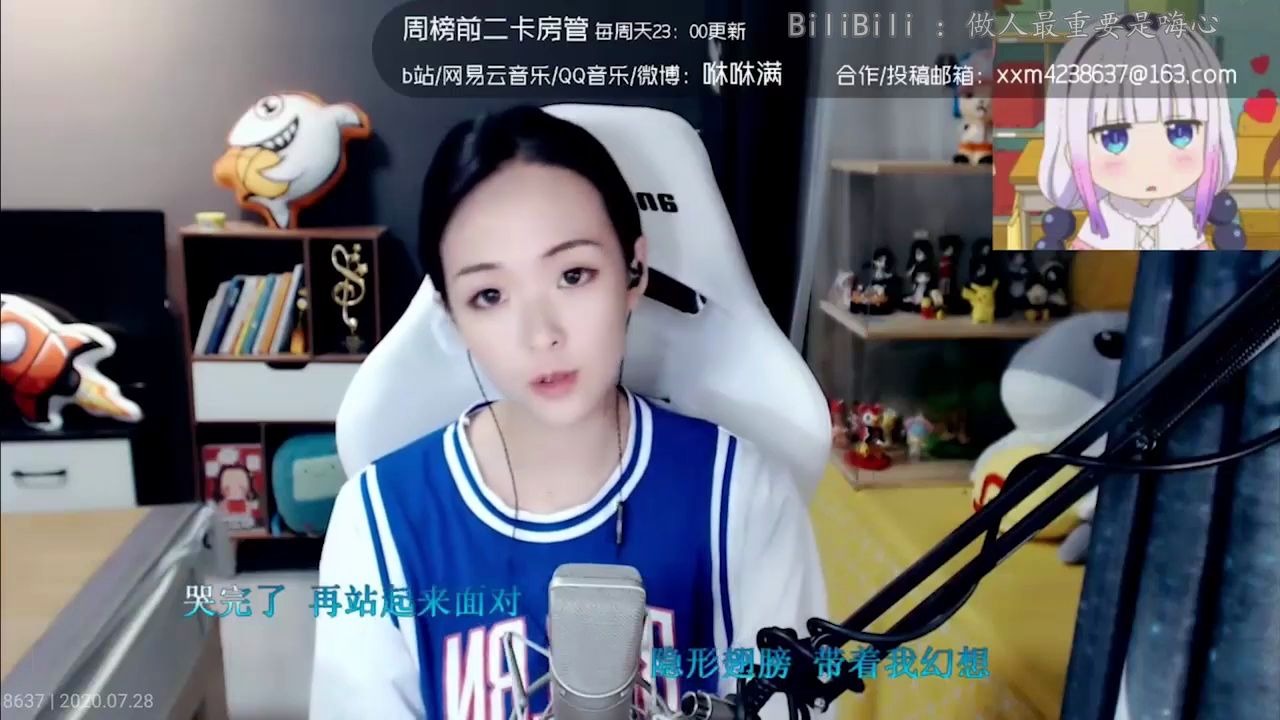 周榜前二卡房管 每周天23：00更新
BiliBili ：做人最重要是嗨心
b站/网易云音乐/QQ音乐/微博：咻咻满
合作/投稿邮箱：xxm4238637@163.com
哭完了 再站起来面对
隐形翅膀 带着我幻想
8637 | 2020.07.28